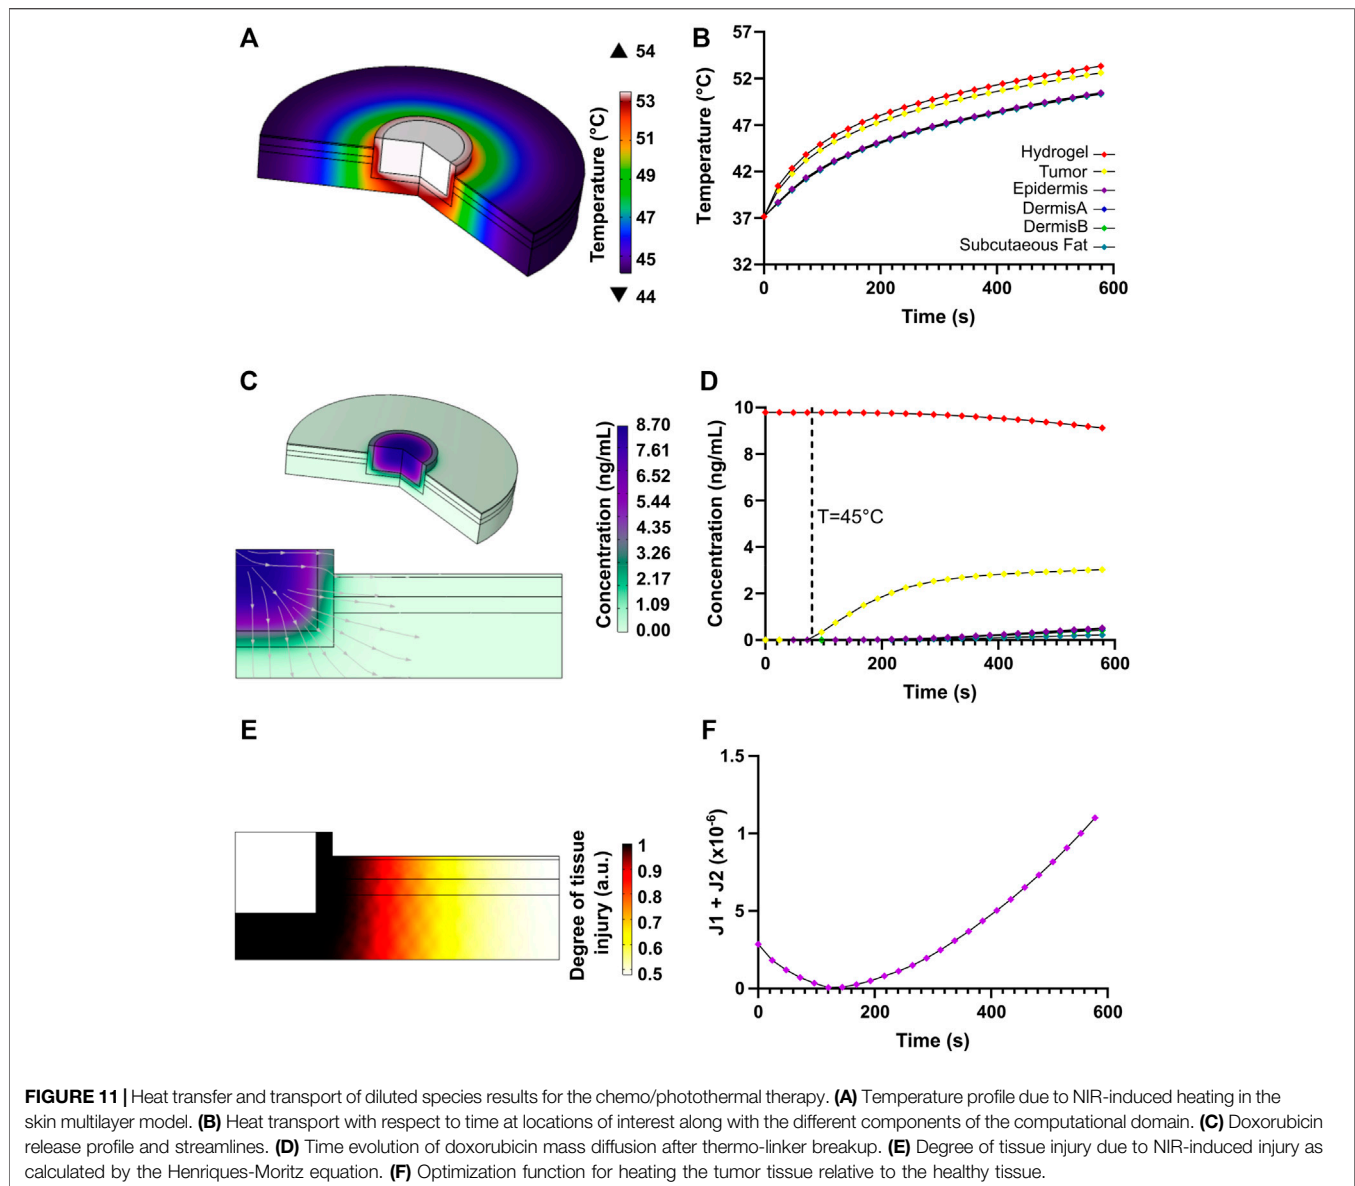 A
54
53
51
49
47
45
44
Temperature (°C)
B
57
52
47
42
37
32
Temperature (°C)
Hydrogel
Tumor
Epidermis
DermisA
DermisB
Subcutaeous Fat
0
200
400
600
Time (s)
C
8.70
7.61
6.52
5.44
4.35
3.26
2.17
1.09
0.00
Concentration (ng/mL)
D
10
8
6
4
2
0
Concentration (ng/mL)
T=45°C
0
200
400
600
Time (s)
E
Degree of tissue
injury (a.u.)
1
0.9
0.8
0.7
0.6
0.5
F
1.5
1
5
0
J1 + J2 (x10-6)
0
200
400
600
Time (s)
FIGURE 11 | Heat transfer and transport of diluted species results for the chemo/photothermal therapy. (A) Temperature profile due to NIR-induced heating in the
skin multilayer model. (B) Heat transport with respect to time at locations of interest along with the different components of the computational domain. (C) Doxorubicin
release profile and streamlines. (D) Time evolution of doxorubicin mass diffusion after thermo-linker breakup. (E) Degree of tissue injury due to NIR-induced injury as
calculated by the Henriques-Moritz equation. (F) Optimization function for heating the tumor tissue relative to the healthy tissue.